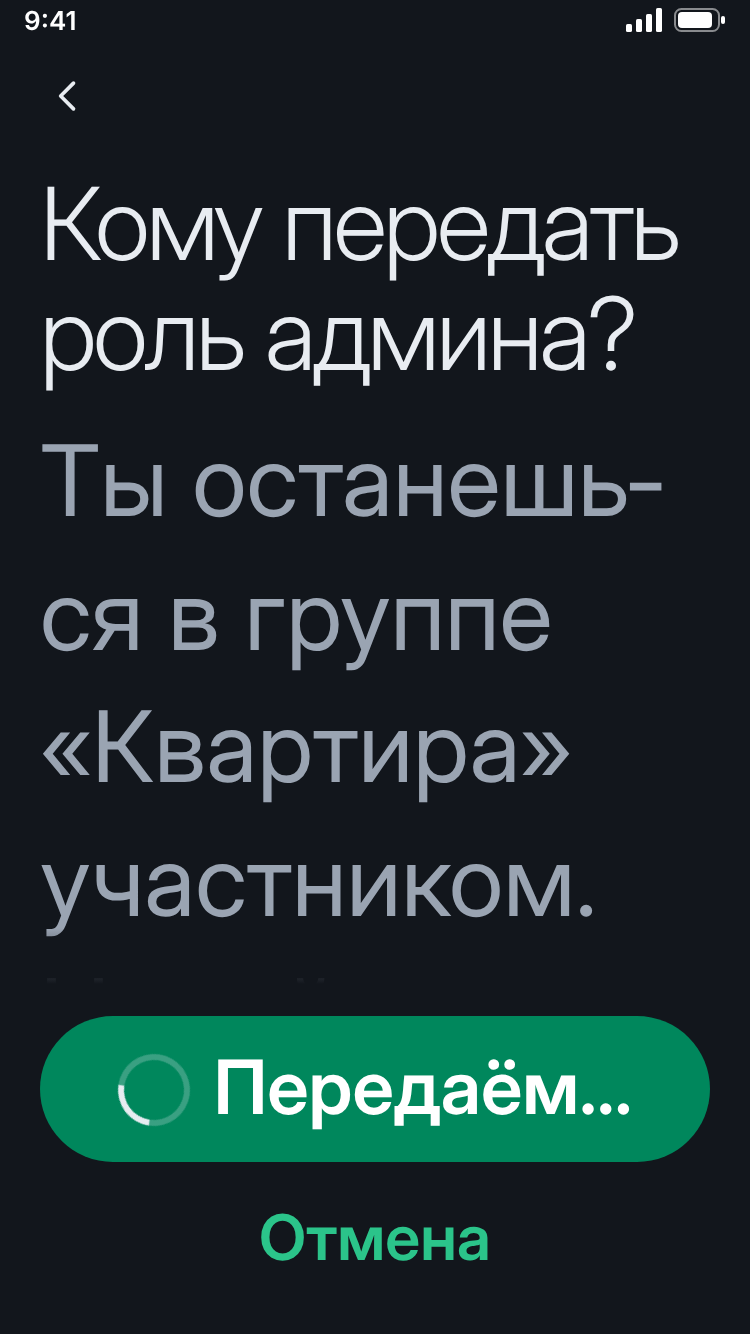 9:41
Кому передать
роль админа?
Ты останешь-
ся в группе
«Квартира»
участником.
Передаём...
Отмена